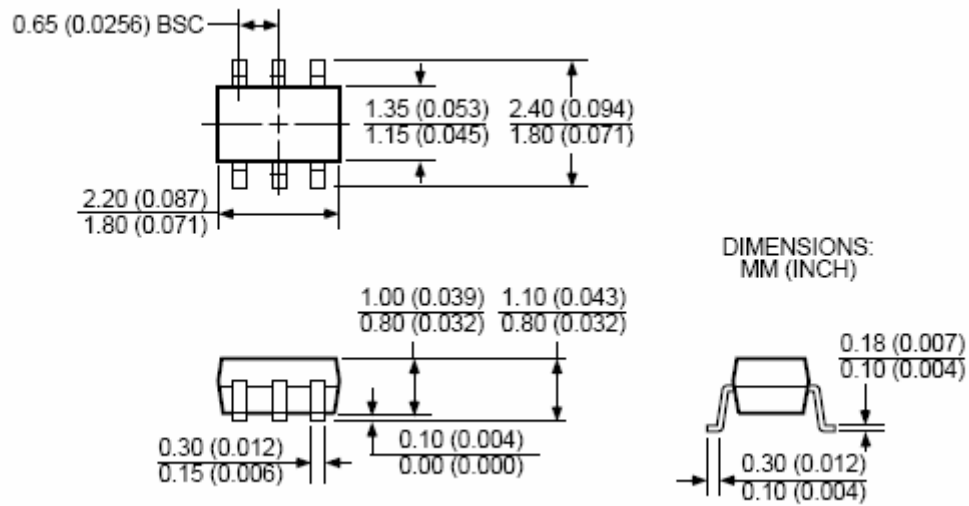 0.65 (0.0256) BSC
1.35 (0.053) 2.40 (0.094)
1.15 (0.045) 1.80 (0.071)
2.20 (0.087)
1.80 (0.071)
DIMENSIONS:
MM (INCH)
1.00 (0.039) 1.10 (0.043)
0.80 (0.032) 0.80 (0.032)
0.18 (0.007)
0.10 (0.004)
0.30 (0.012)
0.15 (0.006)
0.10 (0.004)
0.00 (0.000)
0.30 (0.012)
0.10 (0.004)